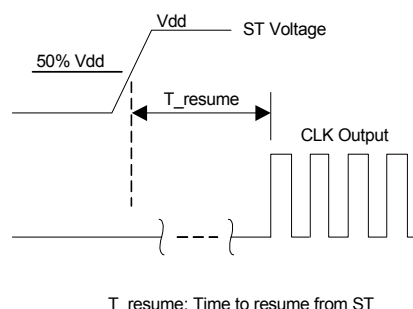 Vdd
ST Voltage
50% Vdd
T_resume
CLK Output
T_resume: Time to resume from ST